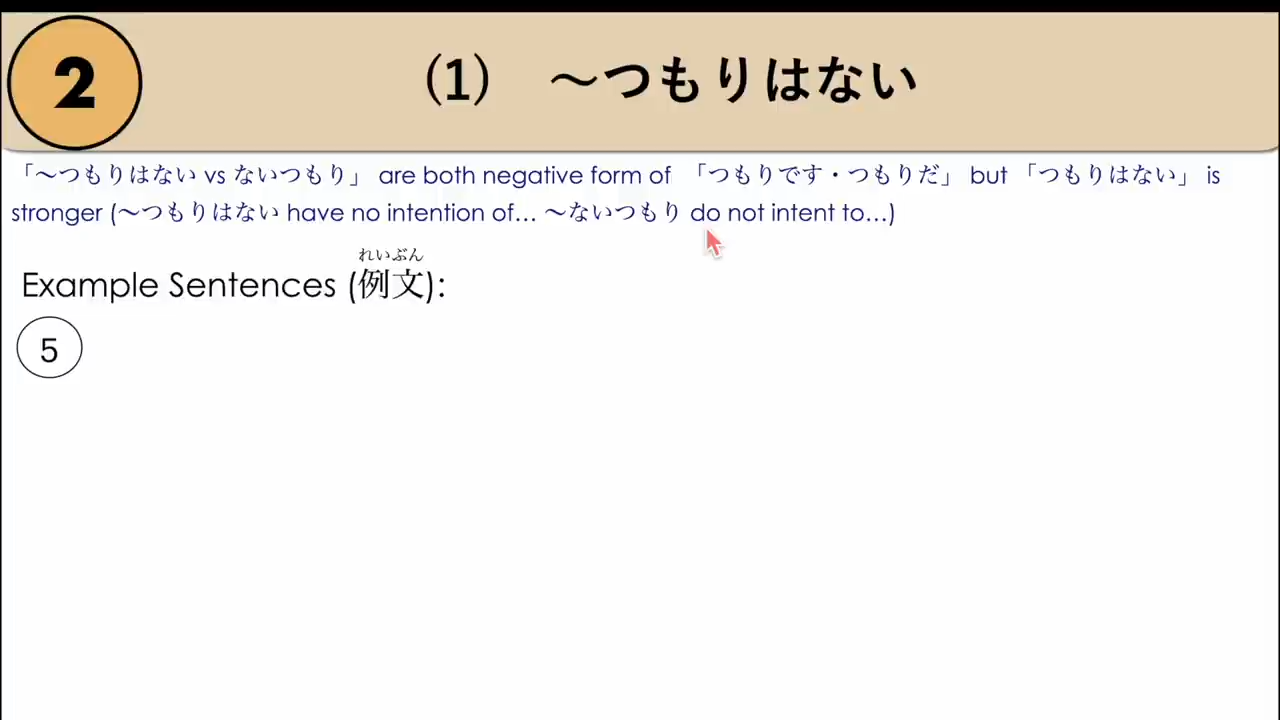 2
(1) ～つもりはない
「～つもりはない vs ないつもり」 are both negative form of 「つもりです・つもりだ」 but 「つもりはない」 is
stronger (～つもりはない have no intention of... ～ないつもり do not intent to...)
れいぶん
Example Sentences (例文):
5